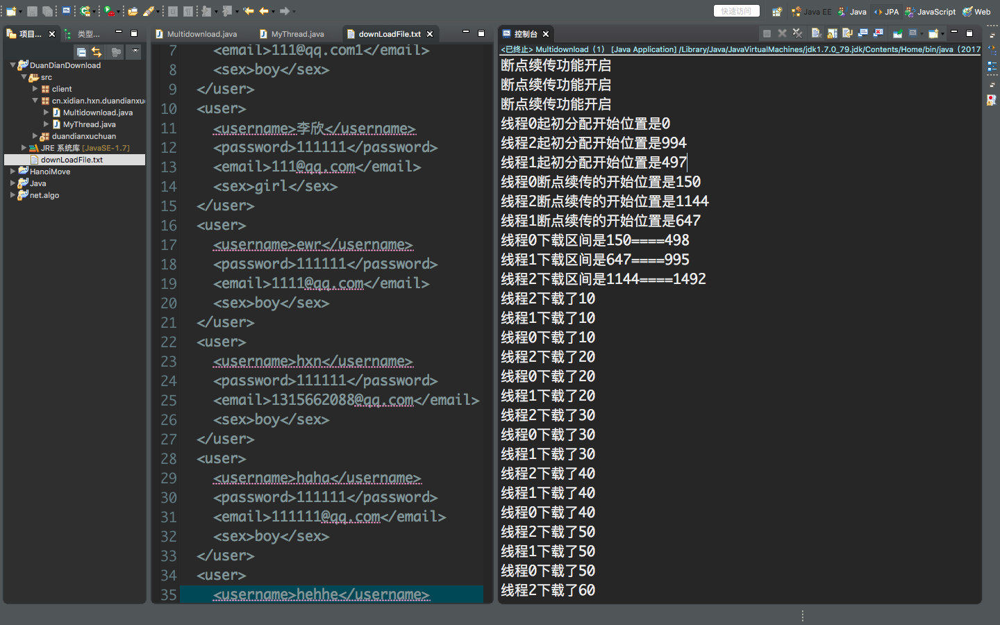 快速访问
Java EE
Java
JPA
JavaScript
Web
项目...
类型...
DuanDianDownload
src
client
cn.xidian.hxn.duandianxu
Multidownload.java
MyThread.java
duandianxuchuan
JRE 系统库 [JavaSE-1.7]
downLoadFile.txt
HanoiMove
Java
net.algo
Multidownload.java
MyThread.java
downLoadFile.txt
7 <email>111@qq.com1</email>
8 <sex>boy</sex>
9 </user>
10 <user>
11 <username>李欣</username>
12 <password>111111</password>
13 <email>111@qq.com</email>
14 <sex>girl</sex>
15 </user>
16 <user>
17 <username>ewr</username>
18 <password>111111</password>
19 <email>1111@qq.com</email>
20 <sex>boy</sex>
21 </user>
22 <user>
23 <username>hxn</username>
24 <password>111111</password>
25 <email>1315662088@qq.com</email>
26 <sex>boy</sex>
27 </user>
28 <user>
29 <username>haha</username>
30 <password>111111</password>
31 <email>111111@qq.com</email>
32 <sex>boy</sex>
33 </user>
34 <user>
35 <username>hehhe</username>
控制台
<已终止> Multidownload (1) [Java Application] /Library/Java/JavaVirtualMachines/jdk1.7.0_79.jdk/Contents/Home/bin/java (2017
断点续传功能开启
断点续传功能开启
断点续传功能开启
线程0起初分配开始位置是0
线程2起初分配开始位置是994
线程1起初分配开始位置是497
线程0断点续传的开始位置是150
线程2断点续传的开始位置是1144
线程1断点续传的开始位置是647
线程0下载区间是150====498
线程1下载区间是647====995
线程2下载区间是1144====1492
线程2下载了10
线程1下载了10
线程0下载了10
线程2下载了20
线程0下载了20
线程1下载了20
线程2下载了30
线程0下载了30
线程1下载了30
线程2下载了40
线程1下载了40
线程0下载了40
线程2下载了50
线程1下载了50
线程0下载了50
线程2下载了60